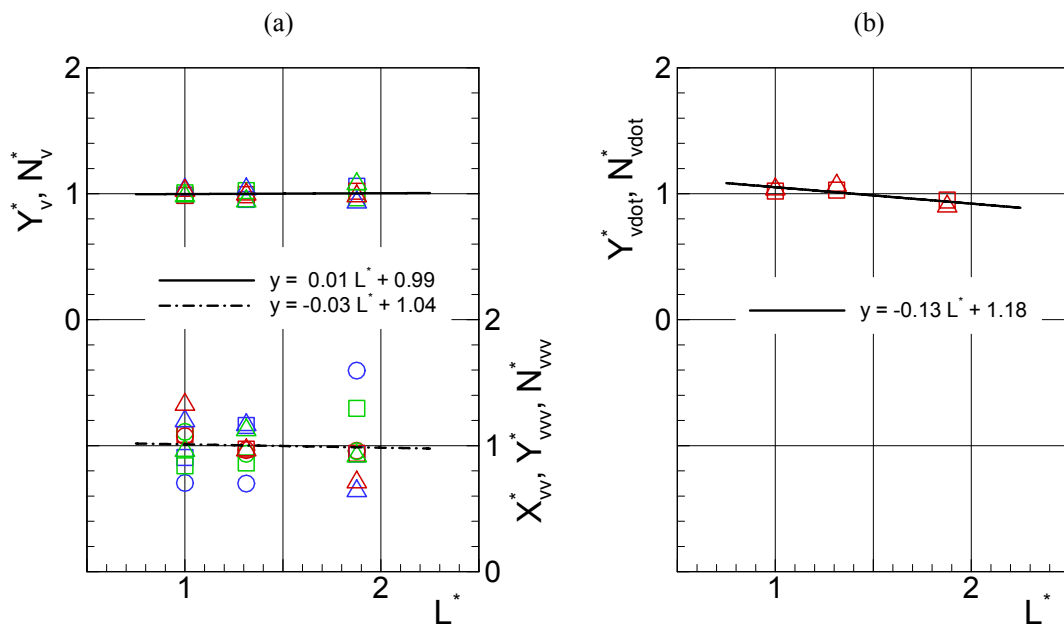 (a)
2
1
0
Y*v, N*v
y = 0.01 L* + 0.99
y = -0.03 L* + 1.04
2
1
0
X*vv, Y*vvv, N*vvv
1
2
L*
(b)
2
1
0
Y*vdot, N*vdot
y = -0.13 L* + 1.18
1
2
L*